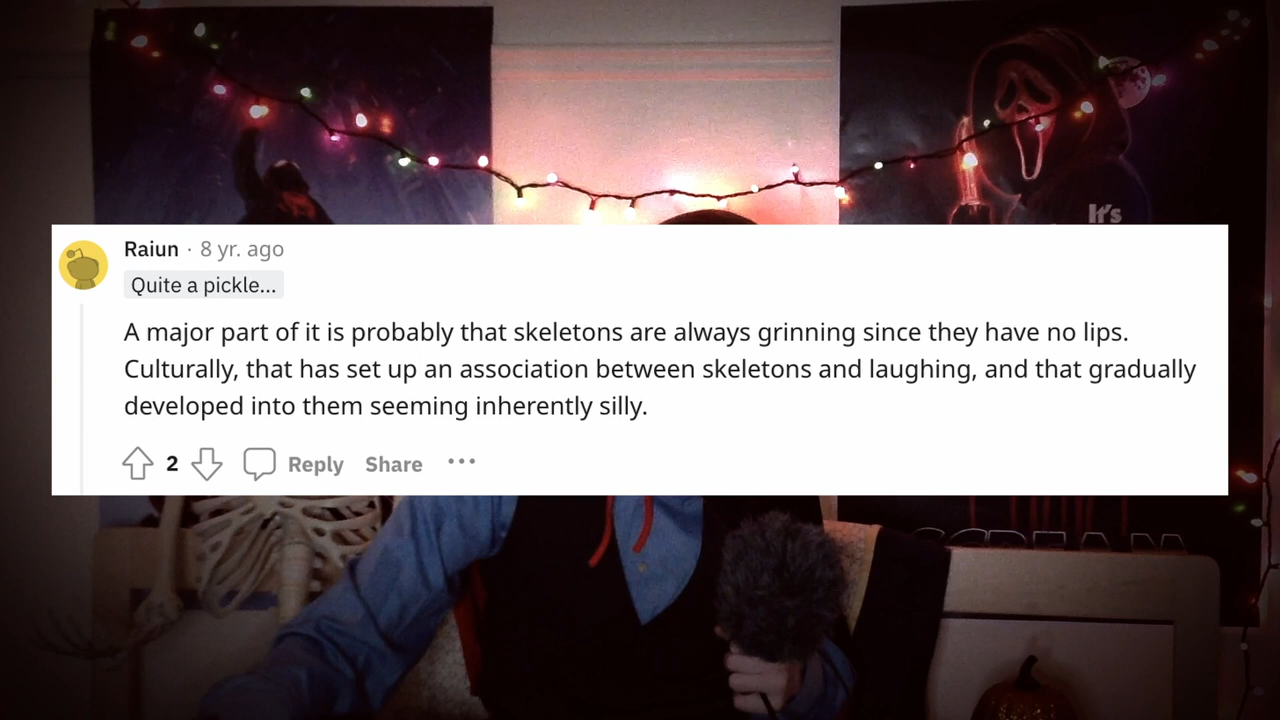 It's
Raiun · 8 yr. ago
Quite a pickle...
A major part of it is probably that skeletons are always grinning since they have no lips.
Culturally, that has set up an association between skeletons and laughing, and that gradually
developed into them seeming inherently silly.
2 Reply Share ...